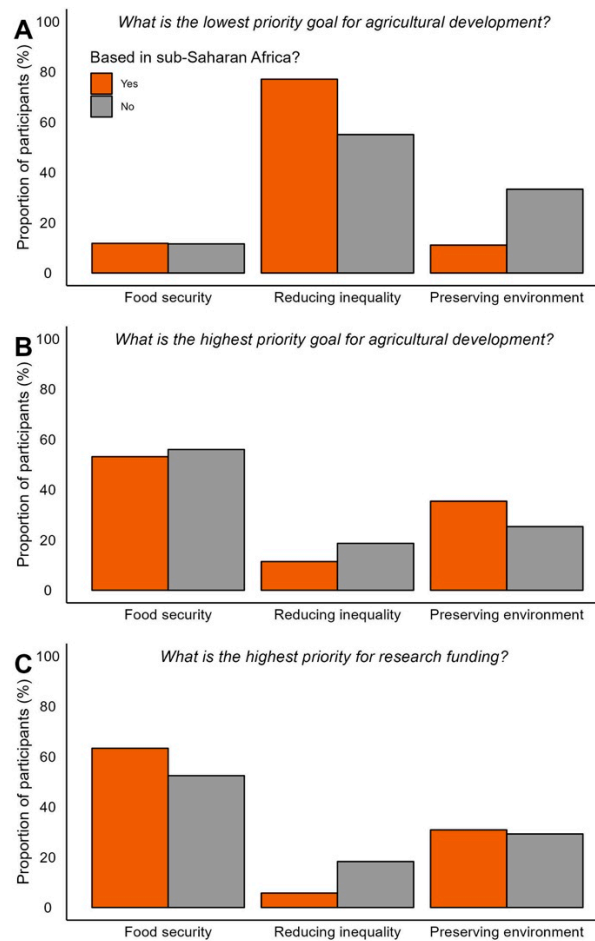 A
What is the lowest priority goal for agricultural development?
Based in sub-Saharan Africa?
Yes
No
Proportion of participants (%)
100
80
60
40
20
0
Food security
Reducing inequality
Preserving environment
B
What is the highest priority goal for agricultural development?
Proportion of participants (%)
100
80
60
40
20
0
Food security
Reducing inequality
Preserving environment
C
What is the highest priority for research funding?
Proportion of participants (%)
100
80
60
40
20
0
Food security
Reducing inequality
Preserving environment